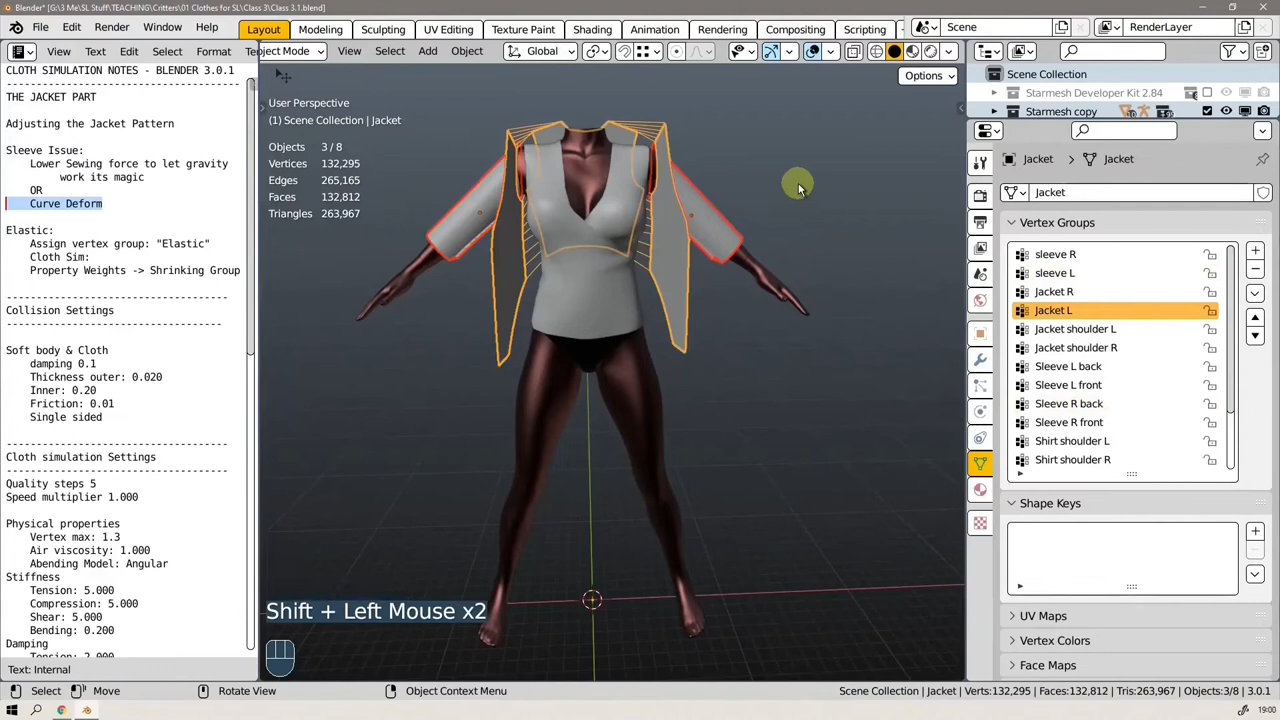 Blender* [G:\3 Me\SL Stuff\TEACHING\Critters\01 Clothes for SL\Class 3\Class 3.1.blend]
File Edit Render Window Help
Layout Modeling Sculpting UV Editing Texture Paint Shading Animation Rendering Compositing Scripting
Scene
RenderLayer
View Text Edit Select Format
Object Mode View Select Add Object
Global
Options
CLOTH SIMULATION NOTES - BLENDER 3.0.1
THE JACKET PART
Adjusting the Jacket Pattern
Sleeve Issue:
Lower Sewing force to let gravity
work its magic
OR
Curve Deform
Elastic:
Assign vertex group: "Elastic"
Cloth Sim:
Property Weights -> Shrinking Group
Collision Settings
Soft body & Cloth
damping 0.1
Thickness outer: 0.020
Inner: 0.20
Friction: 0.01
Single sided
Cloth simulation Settings
Quality steps 5
Speed multiplier 1.000
Physical properties
Vertex max: 1.3
Air viscosity: 1.000
Abending Model: Angular
Stiffness
Tension: 5.000
Compression: 5.000
Shear: 5.000
Bending: 0.200
Damping
Tension: 2.000
Text: Internal
User Perspective
(1) Scene Collection | Jacket
Objects 3 / 8
Vertices 132,295
Edges 265,165
Faces 132,812
Triangles 263,967
Shift + Left Mouse x2
Scene Collection
Starmesh Developer Kit 2.84
Starmesh copy
Jacket > Jacket
Jacket
Vertex Groups
sleeve R
sleeve L
Jacket R
Jacket L
Jacket shoulder L
Jacket shoulder R
Sleeve L back
Sleeve L front
Sleeve R back
Sleeve R front
Shirt shoulder L
Shirt shoulder R
Shape Keys
UV Maps
Vertex Colors
Face Maps
Select Move Rotate View Object Context Menu
Scene Collection | Jacket | Verts:132,295 | Faces:132,812 | Tris:263,967 | Objects:3/8 | 3.0.1
19:00